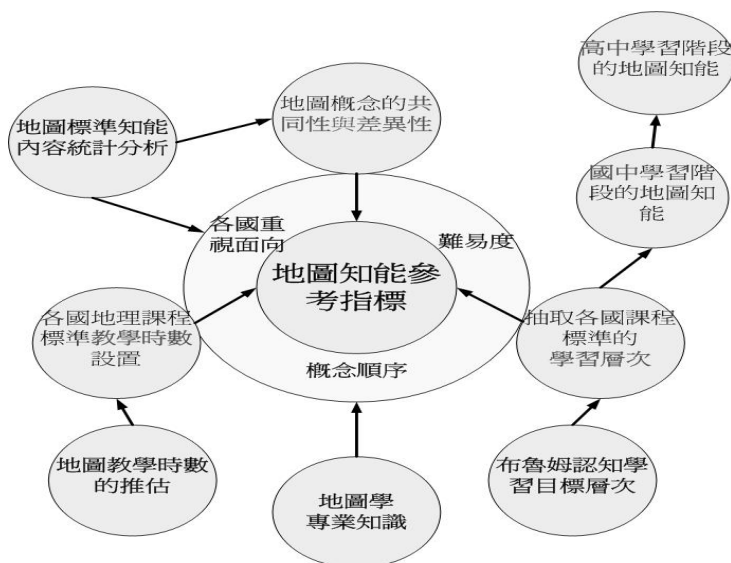 高中學習階段
的地圖知能
地圖標準知能
內容統計分析
地圖概念的共
同性與差異性
國中學習階
段的地圖知
能
各國重
視面向
難易度
地圖知能參
考指標
各國地理課程
標準教學時數
設置
抽取各國課程
標準的
學習層次
概念順序
地圖教學時數
的推估
布魯姆認知學
習目標層次
地圖學
專業知識